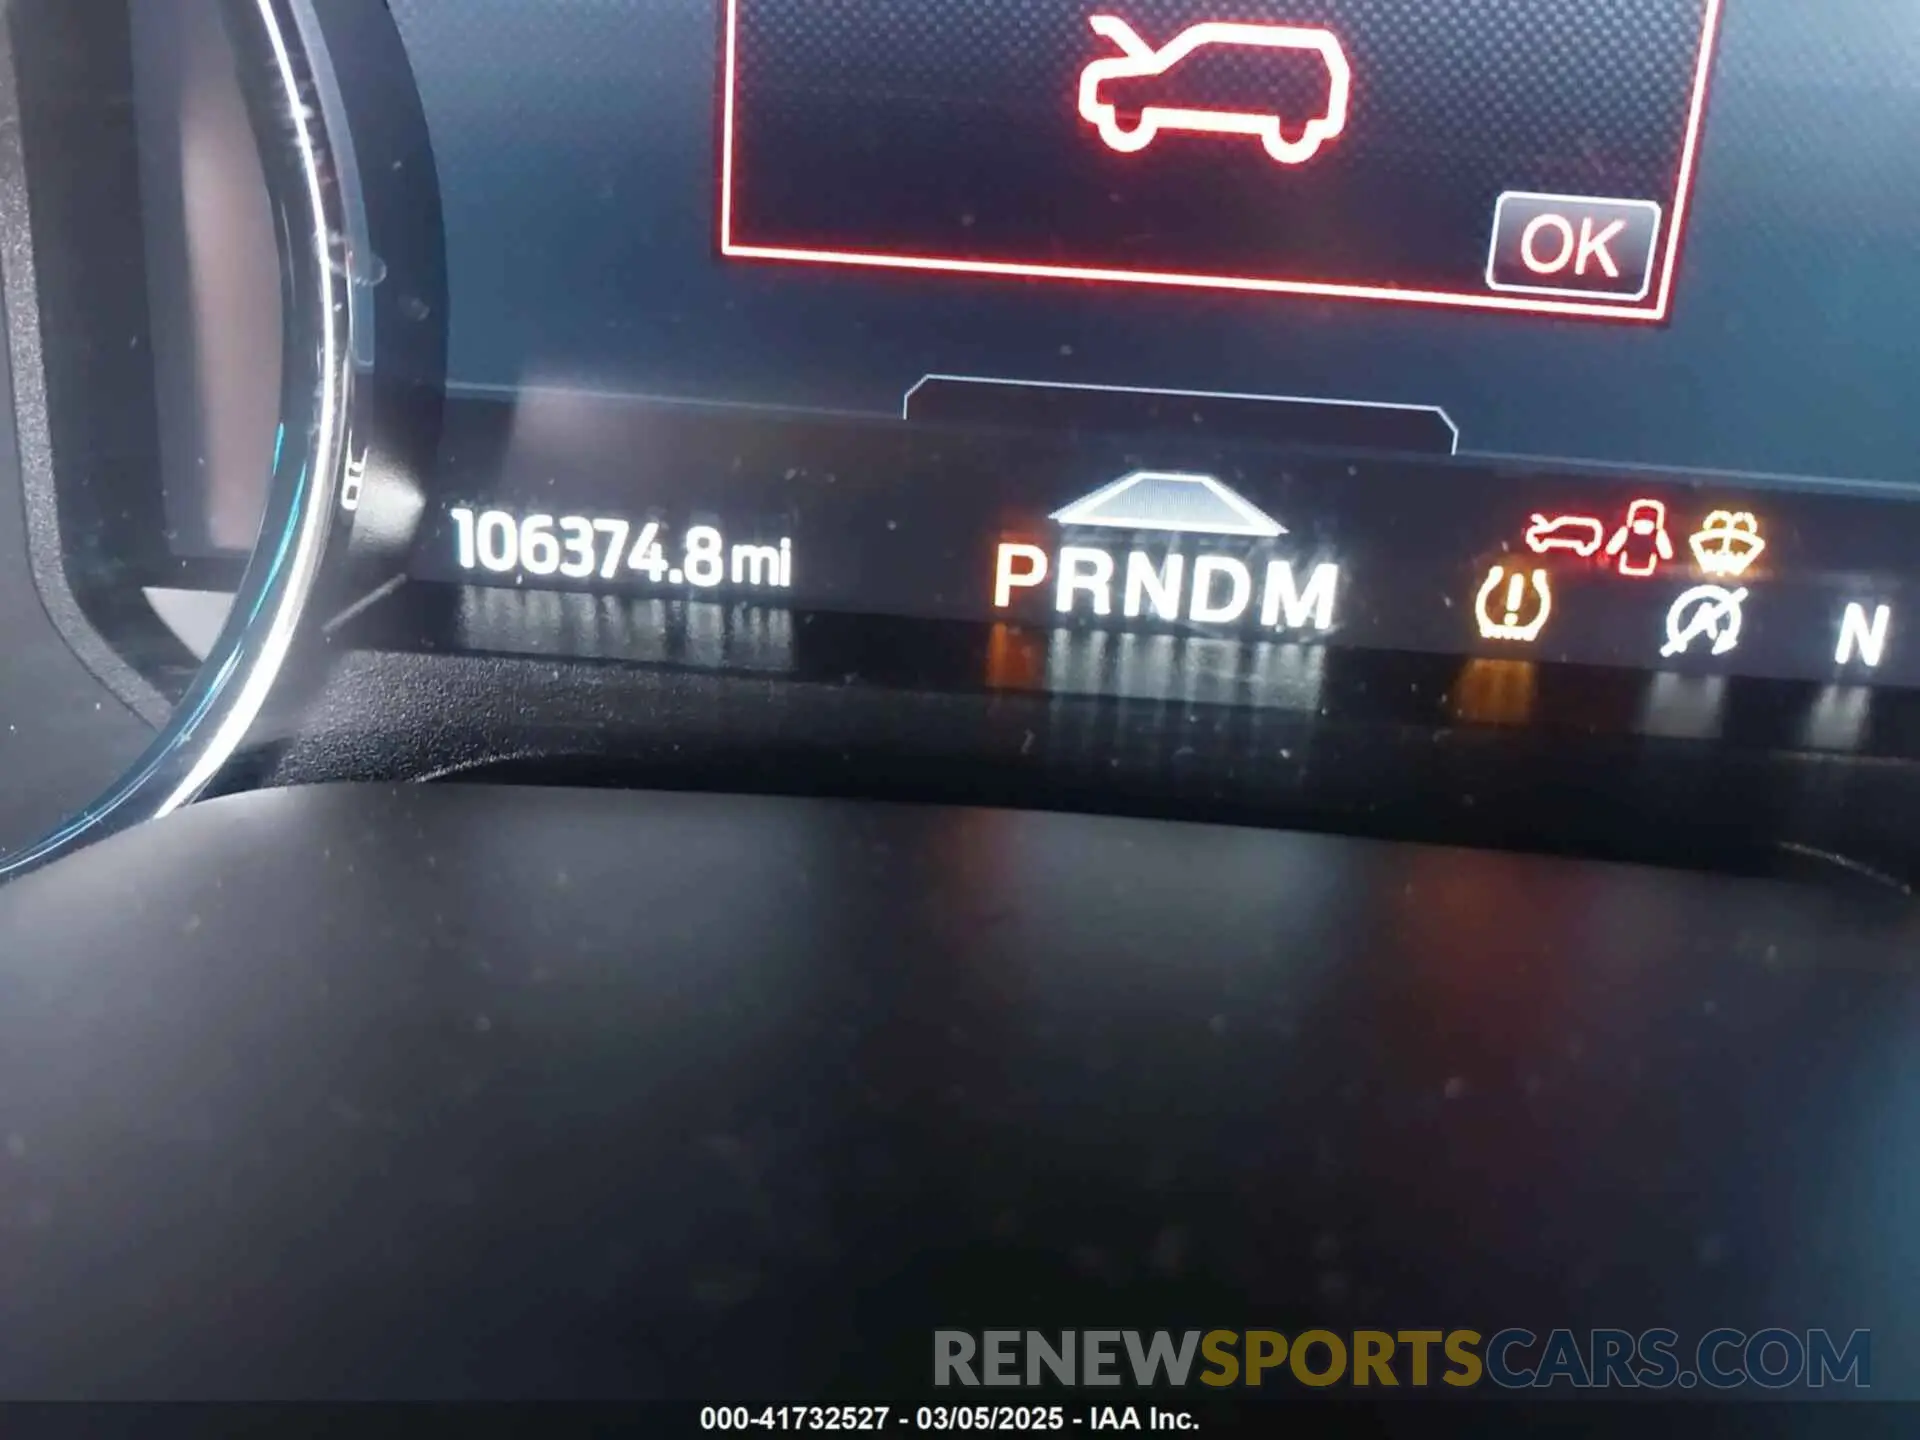 OK
106374.8 mi
PRNDM
N
RENEWSPORTSCARS.COM
000-41732527 - 03/05/2025 - IAA Inc.